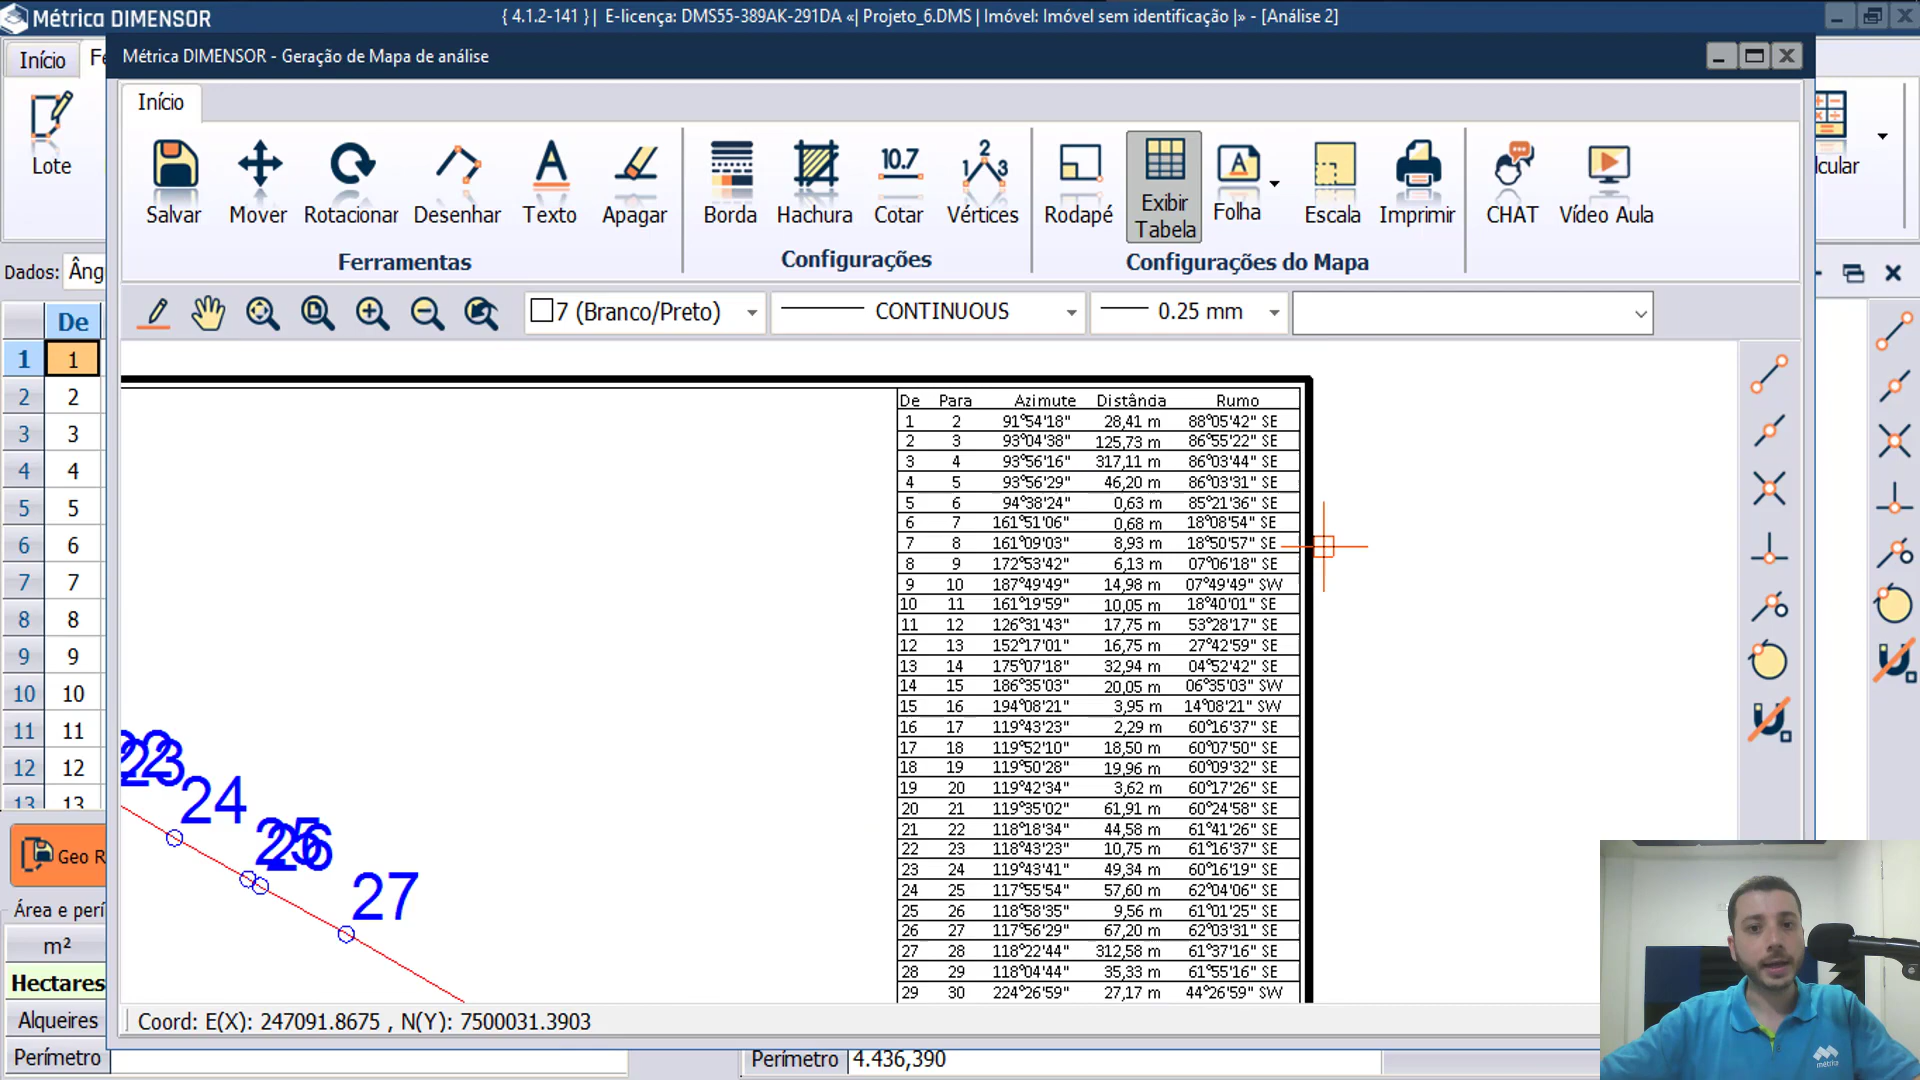 Métrica DIMENSOR
{ 4.1.2-141 } | E-licença: DMS55-389AK-291DA «| Projeto_6.DMS | Imóvel: Imóvel sem identificação |» - [Análise 2]
Início
Métrica DIMENSOR - Geração de Mapa de análise
Início
Lote
Salvar Mover Rotacionar Desenhar Texto Apagar
Borda Hachura Cotar Vértices
10.7
1 2 3
Rodapé Exibir Tabela Folha Escala Imprimir
CHAT Vídeo Aula
Ferramentas Configurações Configurações do Mapa
Dados: Âng
7 (Branco/Preto) CONTINUOUS 0.25 mm
De
1 1
2 2
3 3
4 4
5 5
6 6
7 7
8 8
9 9
10 10
11 11
12 12
13 13
De Para Azimute Distância Rumo
1 2 91°54'18" 28,41 m 88°05'42" SE
2 3 93°04'38" 125,73 m 86°55'22" SE
3 4 93°56'16" 317,11 m 86°03'44" SE
4 5 93°56'29" 46,20 m 86°03'31" SE
5 6 94°38'24" 0,63 m 85°21'36" SE
6 7 161°51'06" 0,68 m 18°08'54" SE
7 8 161°09'03" 8,93 m 18°50'57" SE
8 9 172°53'42" 6,13 m 07°06'18" SE
9 10 187°49'49" 14,98 m 07°49'49" SW
10 11 161°19'59" 10,05 m 18°40'01" SE
11 12 126°31'43" 17,75 m 53°28'17" SE
12 13 152°17'01" 16,75 m 27°42'59" SE
13 14 175°07'18" 32,94 m 04°52'42" SE
14 15 186°35'03" 20,05 m 06°35'03" SW
15 16 194°08'21" 3,95 m 14°08'21" SW
16 17 119°43'23" 2,29 m 60°16'37" SE
17 18 119°52'10" 18,50 m 60°07'50" SE
18 19 119°50'28" 19,96 m 60°09'32" SE
19 20 119°42'34" 3,62 m 60°17'26" SE
20 21 119°35'02" 61,91 m 60°24'58" SE
21 22 118°18'34" 44,58 m 61°41'26" SE
22 23 118°43'23" 10,75 m 61°16'37" SE
23 24 119°43'41" 49,34 m 60°16'19" SE
24 25 117°55'54" 57,60 m 62°04'06" SE
25 26 118°58'35" 9,56 m 61°01'25" SE
26 27 117°56'29" 67,20 m 62°03'31" SE
27 28 118°22'44" 312,58 m 61°37'16" SE
28 29 118°04'44" 35,33 m 61°55'16" SE
29 30 224°26'59" 27,17 m 44°26'59" SW
23
24
25
26
27
Geo R
Área e perí
m²
Hectares
Alqueires
Perímetro
Coord: E(X): 247091.8675 , N(Y): 7500031.3903
Perímetro 4.436,390
métrica